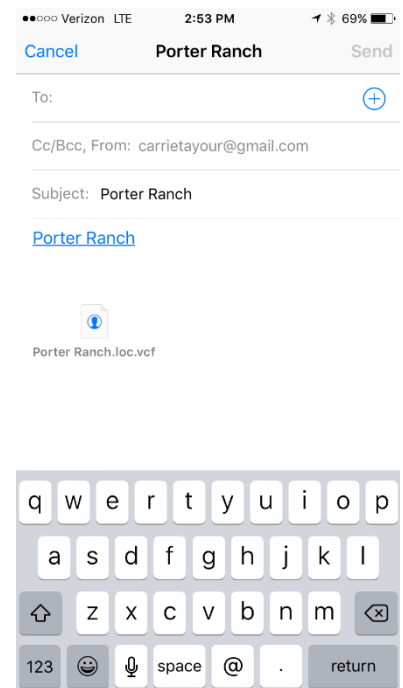 Verizon LTE 2:53 PM 69%
Cancel Porter Ranch Send
To:
Cc/Bcc, From: carrietayour@gmail.com
Subject: Porter Ranch
Porter Ranch
Porter Ranch.loc.vcf
q w e r t y u i o p
a s d f g h j k l
z x c v b n m
123 space @ . return